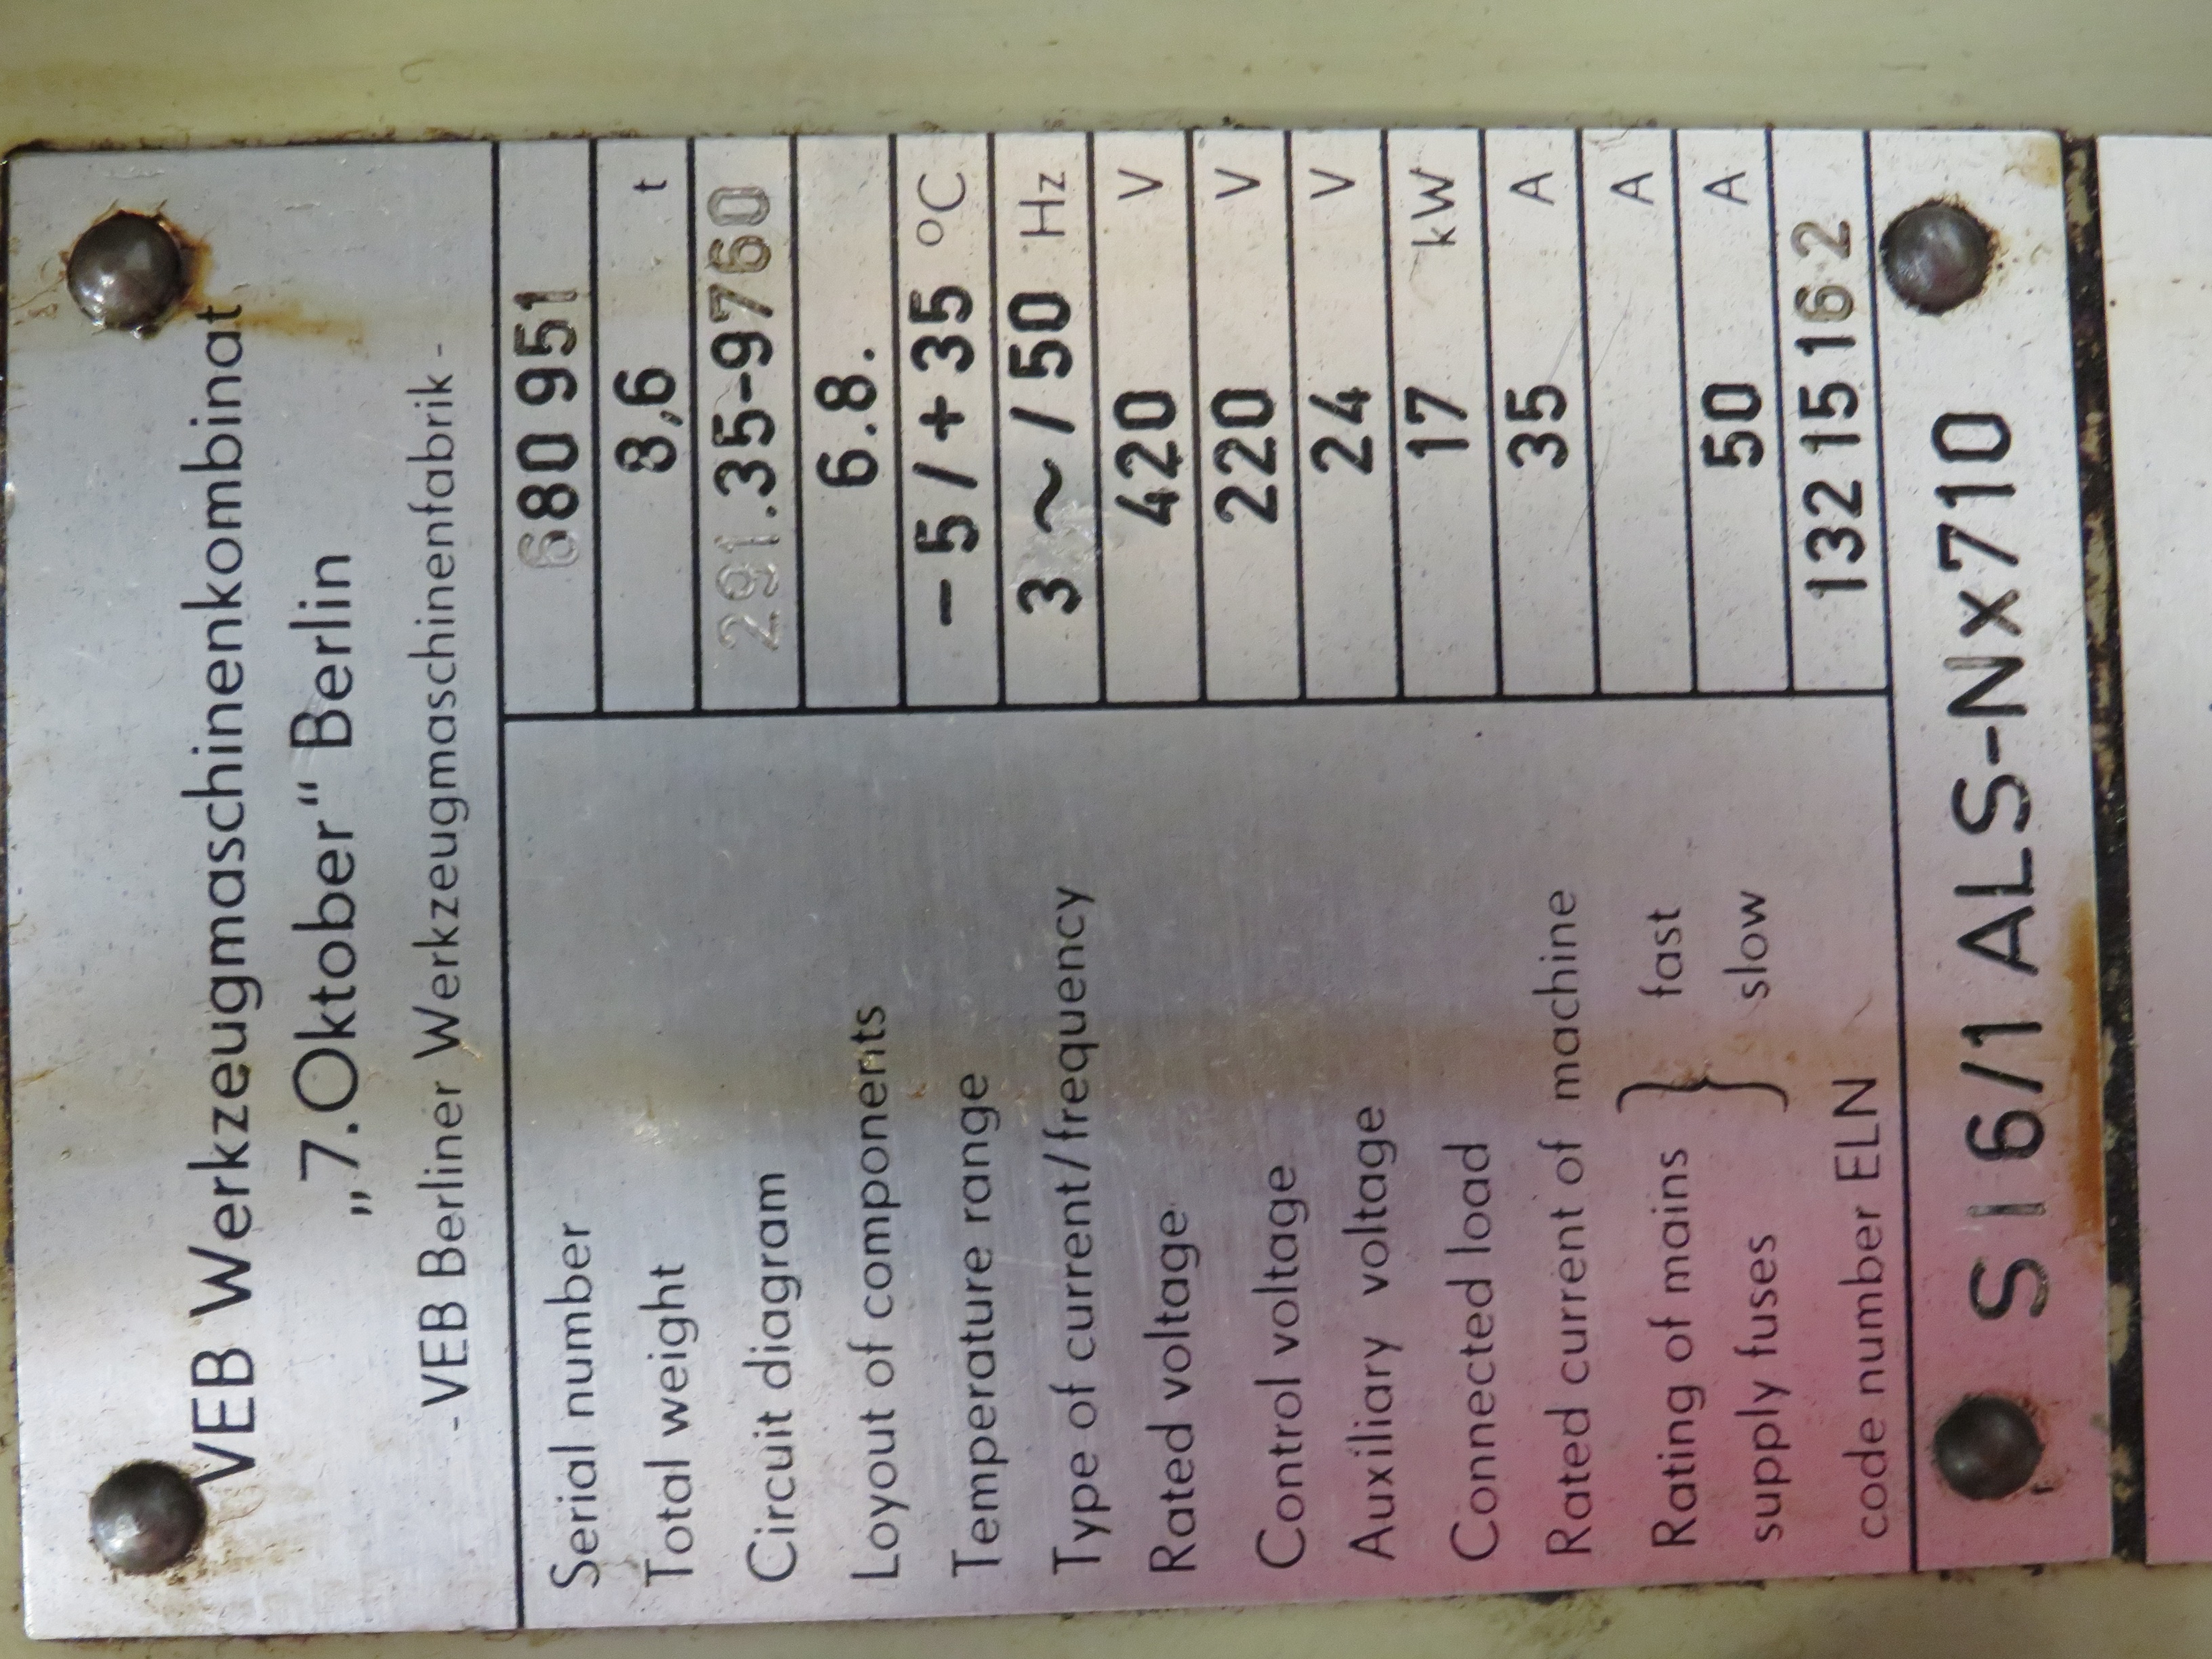 VEB Werkzeugmaschinenkombinat
„7. Oktober“ Berlin
- VEB Berliner Werkzeugmaschinenfabrik -
Serial number 680 951
Total weight 8,6 t
Circuit diagram 291.35-9760
Loyout of components 6.8.
Temperature range -5/+35 °C
Type of current/frequency 3 ~ / 50 Hz
Rated voltage 420 V
Control voltage 220 V
Auxiliary voltage 24 V
Connected load 17 kW
Rated current of machine 35 A
Rating of mains } fast A
supply fuses } slow 50 A
code number ELN 132 15 16 2
S I 6/1 ALS-Nx710